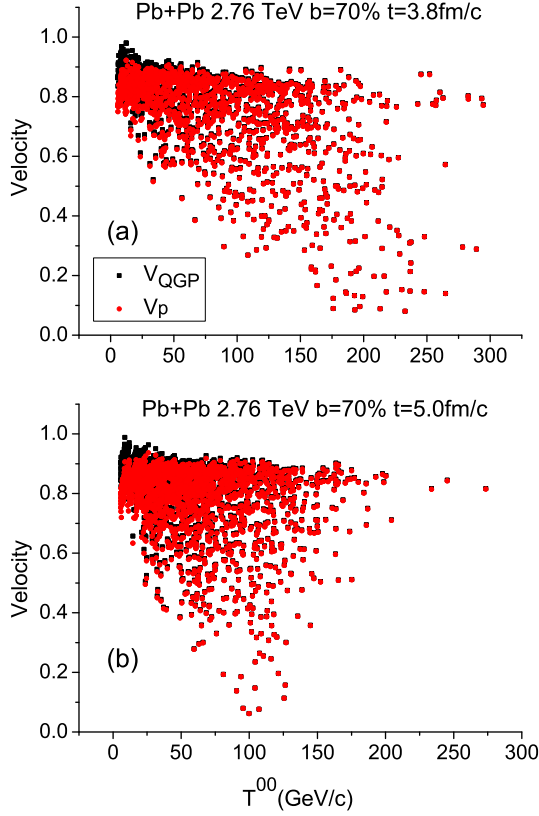 Pb+Pb 2.76 TeV b=70% t=3.8fm/c
1.0
0.8
0.6
0.4
0.2
0.0
Velocity
(a)
V_QGP
Vp
0 50 100 150 200 250 300
Pb+Pb 2.76 TeV b=70% t=5.0fm/c
1.0
0.8
0.6
0.4
0.2
0.0
Velocity
(b)
0 50 100 150 200 250 300
T^00(GeV/c)